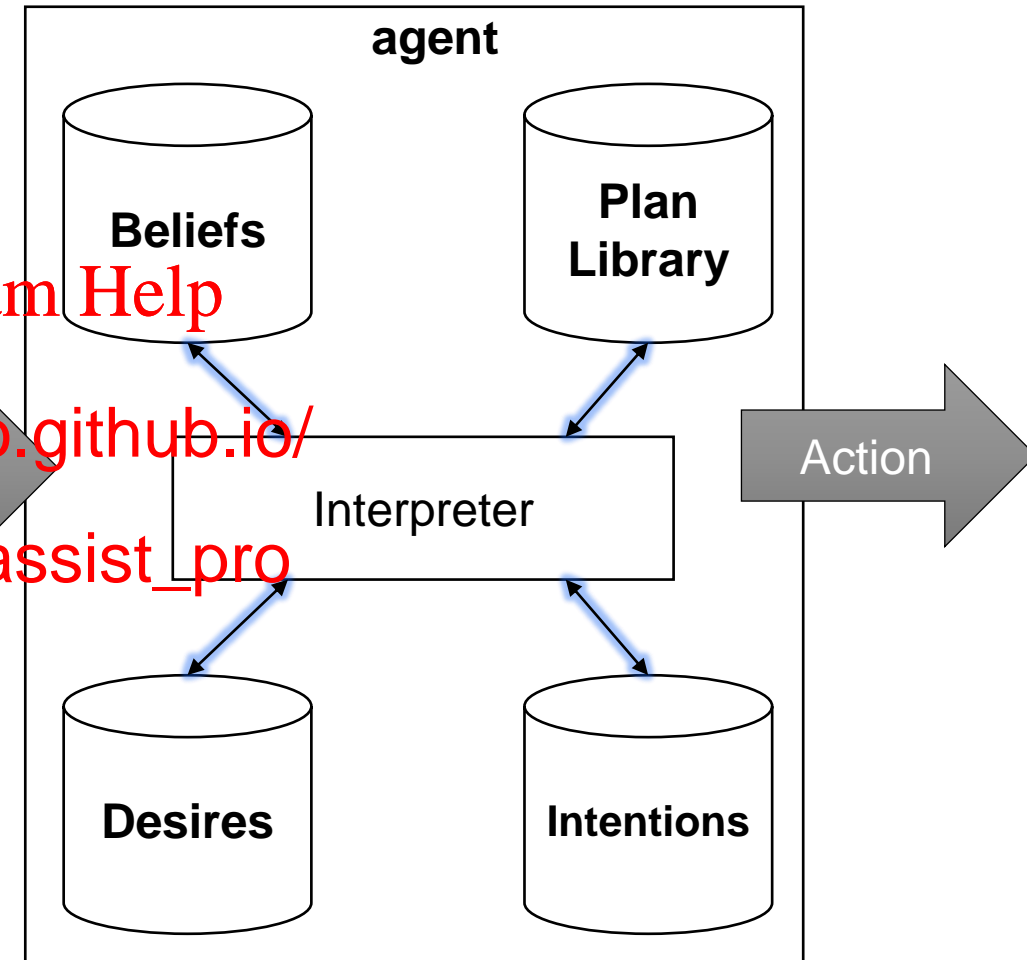 agent
Beliefs
Plan
Library
m Help
.github.io/
Action
Interpreter
assist_pro
Desires
Intentions